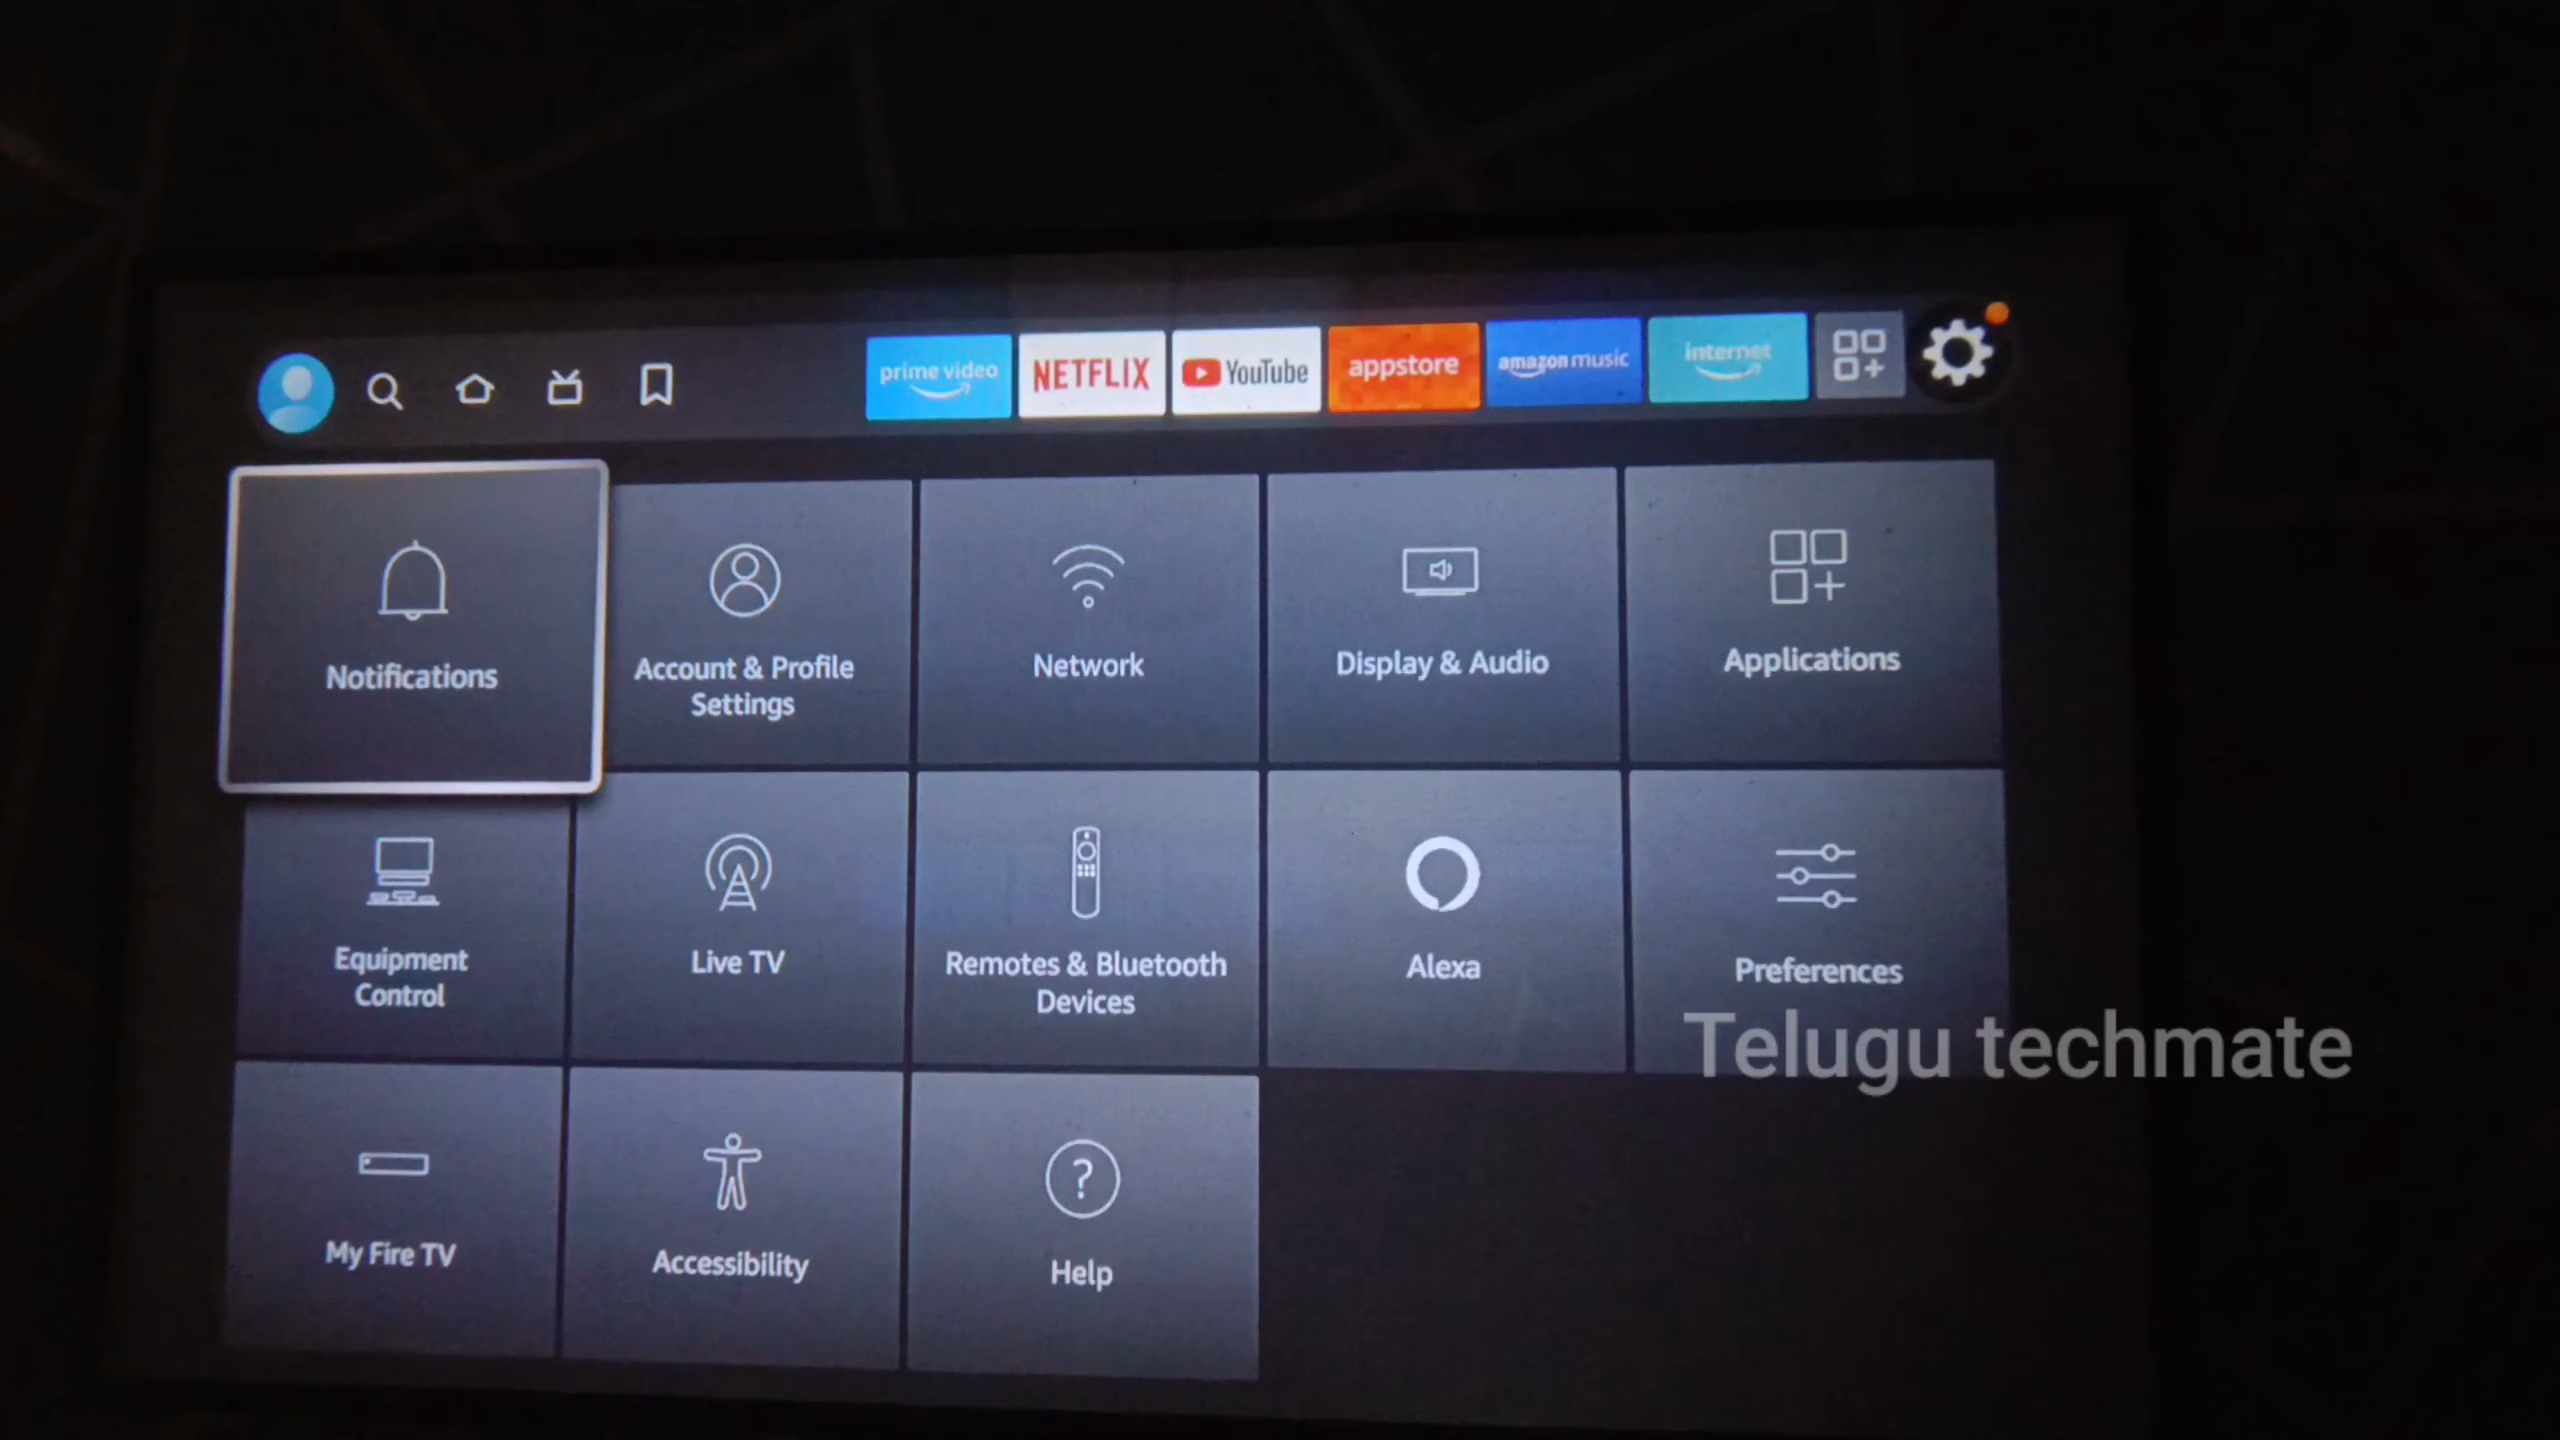 prime video
NETFLIX
YouTube
appstore
amazon music
internet
Notifications
Account & Profile
Settings
Network
Display & Audio
Applications
Equipment
Control
Live TV
Remotes & Bluetooth
Devices
Alexa
Preferences
Telugu techmate
My Fire TV
Accessibility
?
Help